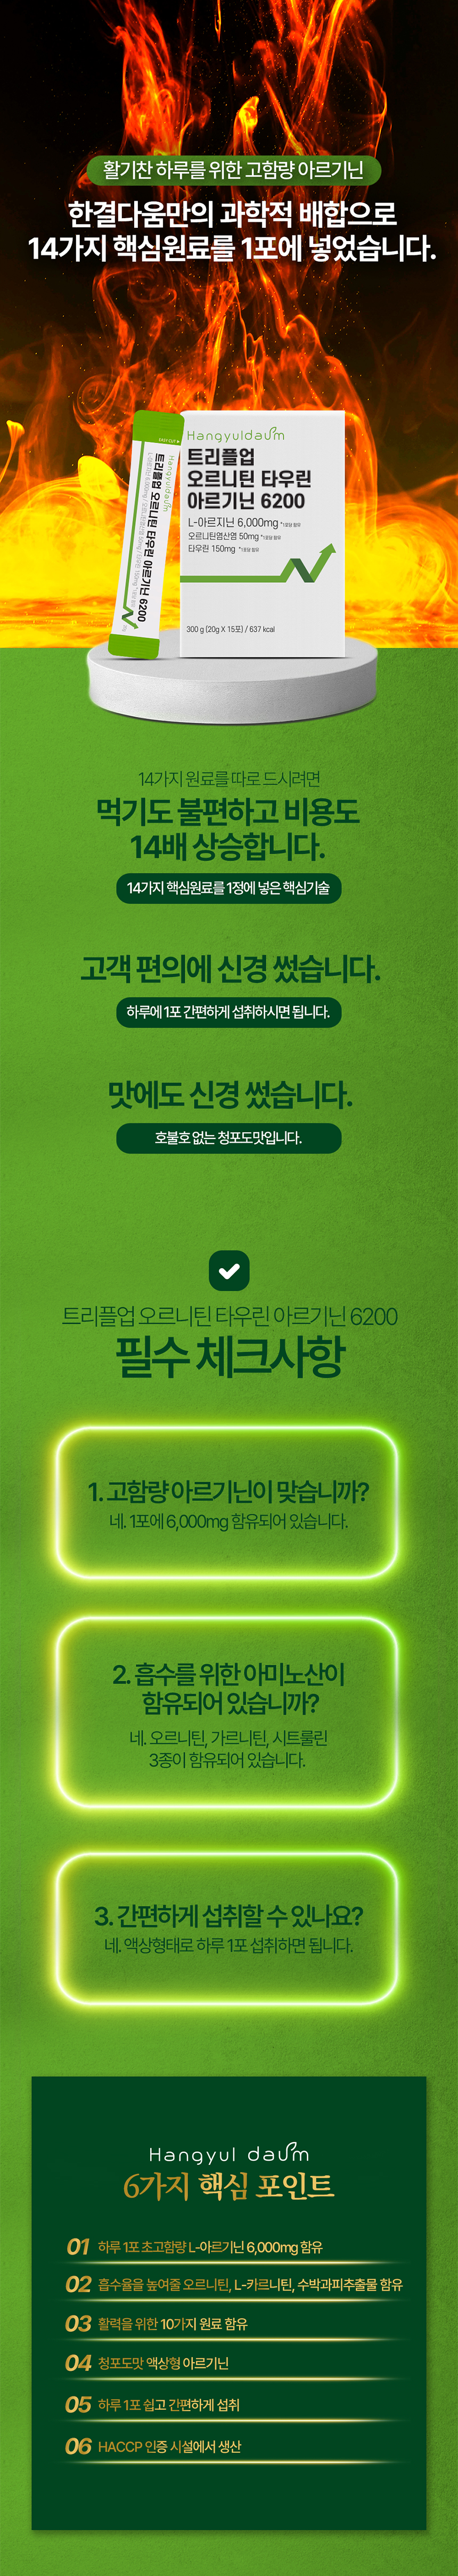 활기찬 하루를 위한 고함량 아르기닌
한결다움만의 과학적 배합으로
14가지 핵심원료를 1포에 넣었습니다.
EASY CUT
Hangyuldaum
트리플업 오르니틴 타우린 아르기닌 6200
Hangyuldaum
트리플업
오르니틴 타우린
아르기닌 6200
L-아르지닌 6,000mg *1포당 함유
오르니틴염산염 50mg *1포당 함유
타우린 150mg *1포당 함유
300 g (20g X 15포) / 637 kcal
14가지 원료를 따로 드시려면
먹기도 불편하고 비용도
14배 상승합니다.
14가지 핵심원료를 1정에 넣은 핵심기술
고객 편의에 신경 썼습니다.
하루에 1포 간편하게 섭취하시면 됩니다.
맛에도 신경 썼습니다.
호불호 없는 청포도맛입니다.
트리플업 오르니틴 타우린 아르기닌 6200
필수 체크사항
1. 고함량 아르기닌이 맞습니까?
네. 1포에 6,000mg 함유되어 있습니다.
2. 흡수를 위한 아미노산이
함유되어 있습니까?
네. 오르니틴, 가르니틴, 시트룰린
3종이 함유되어 있습니다.
3. 간편하게 섭취할 수 있나요?
네. 액상형태로 하루 1포 섭취하면 됩니다.
Hangyul daum
6가지 핵심 포인트
01 하루 1포 초고함량 L-아르기닌 6,000mg 함유
02 흡수율을 높여줄 오르니틴, L-카르니틴, 수박과피추출물 함유
03 활력을 위한 10가지 원료 함유
04 청포도맛 액상형 아르기닌
05 하루 1포 쉽고 간편하게 섭취
06 HACCP 인증 시설에서 생산